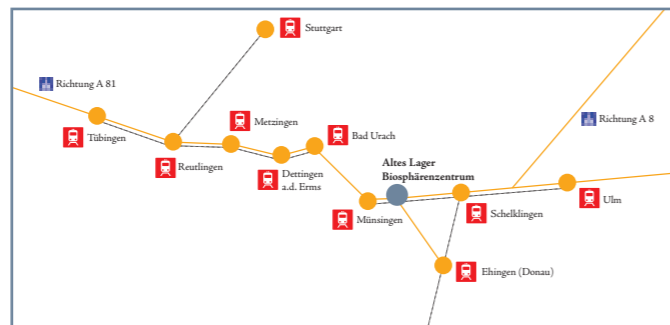 Stuttgart
Richtung A 81
Metzingen
Richtung A 8
Tübingen
Bad Urach
Reutlingen
Dettingen
a.d. Erms
Altes Lager
Biosphärenzentrum
Ulm
Münsingen
Schelklingen
Ehingen (Donau)